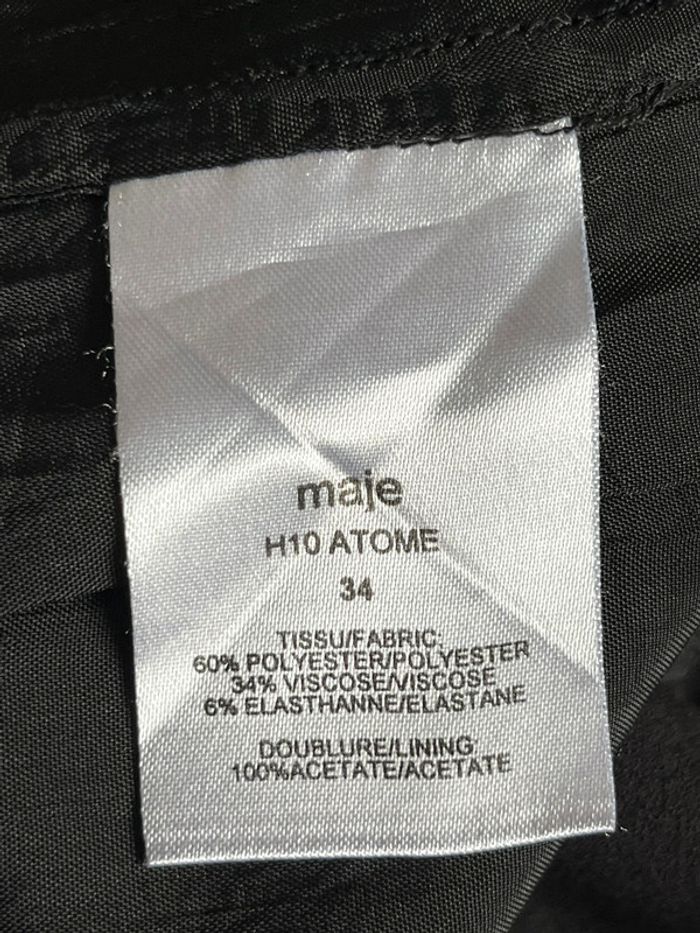 maje
H10 ATOME
34
TISSU/FABRIC:
60% POLYESTER/POLYESTER
34% VISCOSE/VISCOSE
6% ELASTHANNE/ELASTANE
DOUBLURE/LINING
100%ACETATE/ACETATE